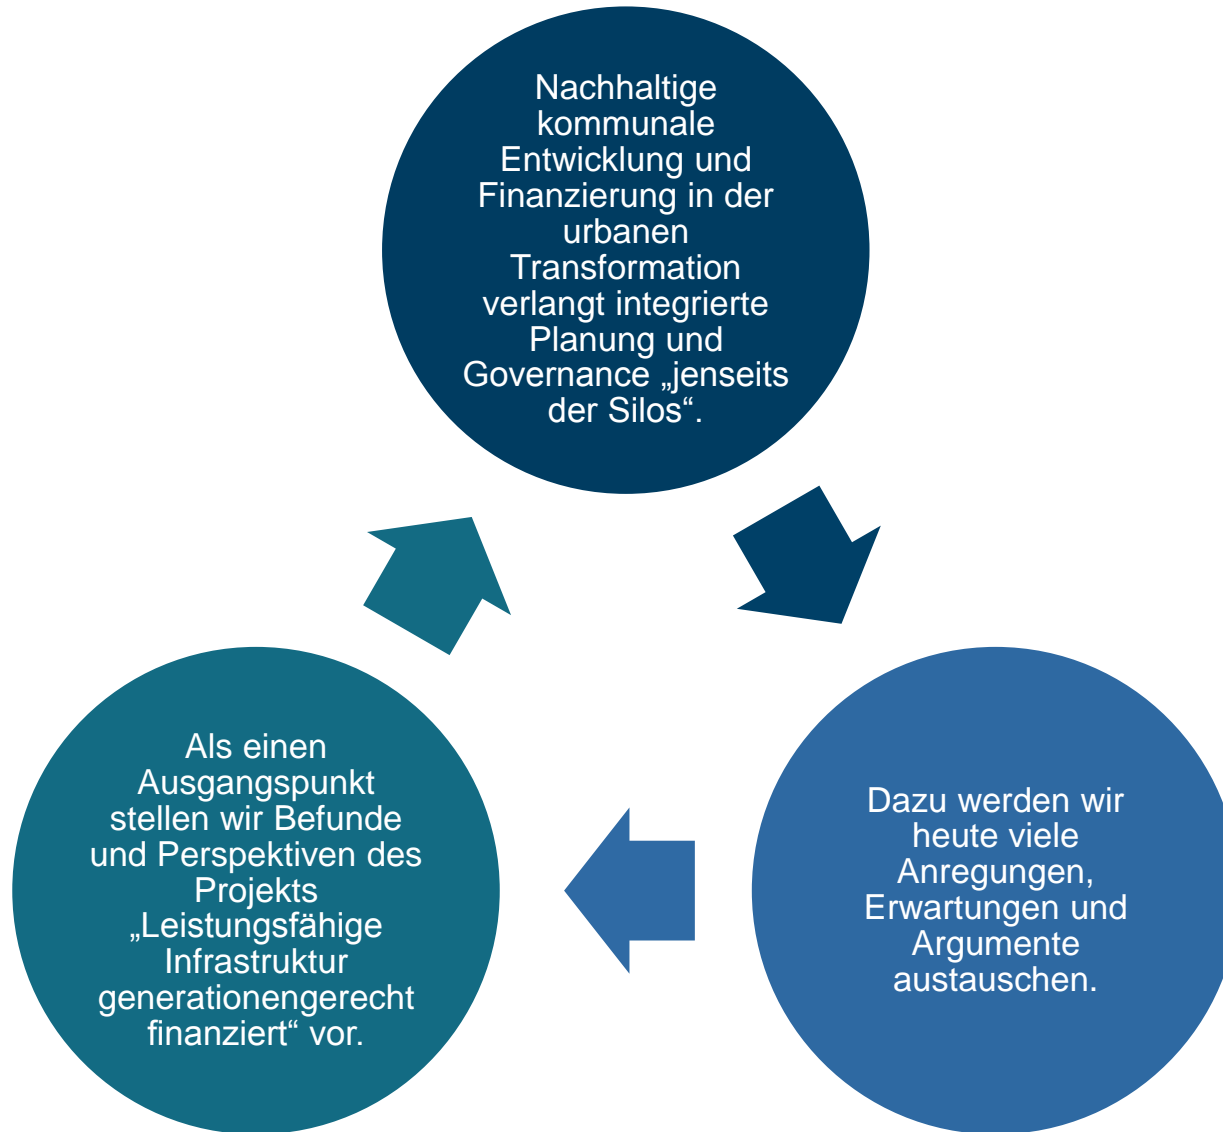 Nachhaltige
kommunale
Entwicklung und
Finanzierung in der
urbanen
Transformation
verlangt integrierte
Planung und
Governance „jenseits
der Silos“.
Dazu werden wir
heute viele
Anregungen,
Erwartungen und
Argumente
austauschen.
Als einen
Ausgangspunkt
stellen wir Befunde
und Perspektiven des
Projekts
„Leistungsfähige
Infrastruktur
generationengerecht
finanziert“ vor.